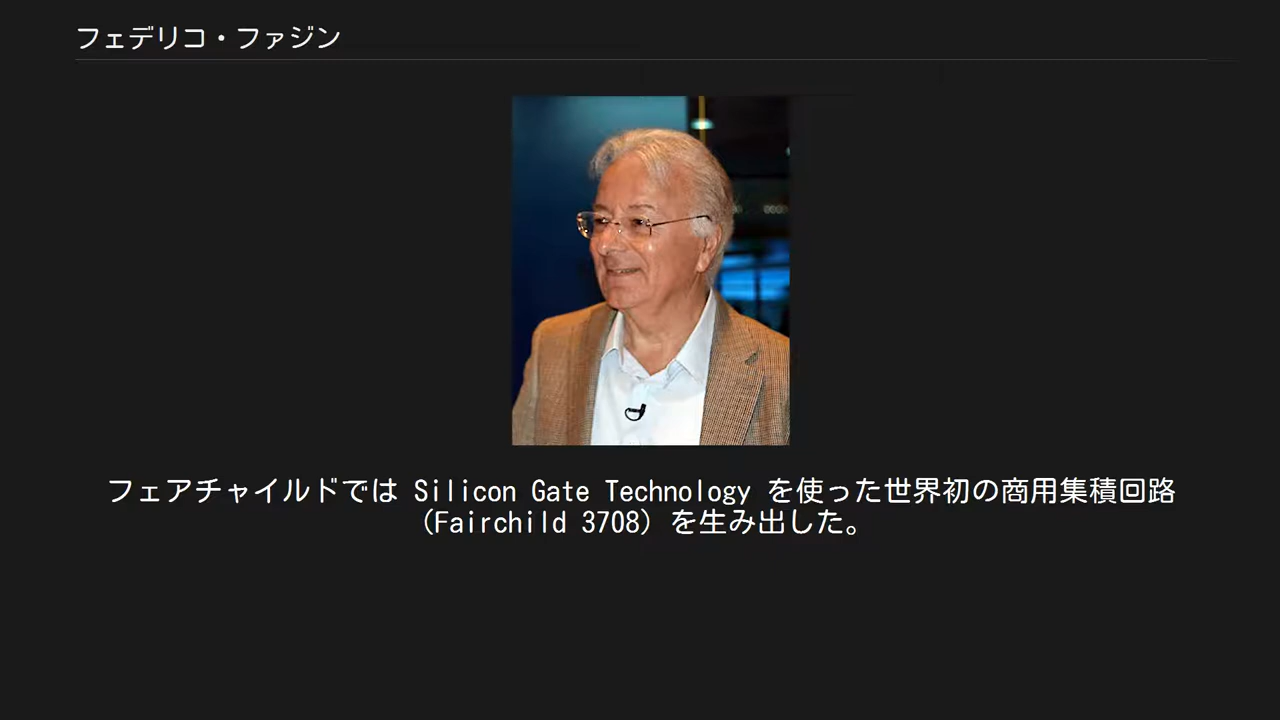 フェデリコ・ファジン
フェアチャイルドでは Silicon Gate Technology を使った世界初の商用集積回路
(Fairchild 3708) を生み出した。